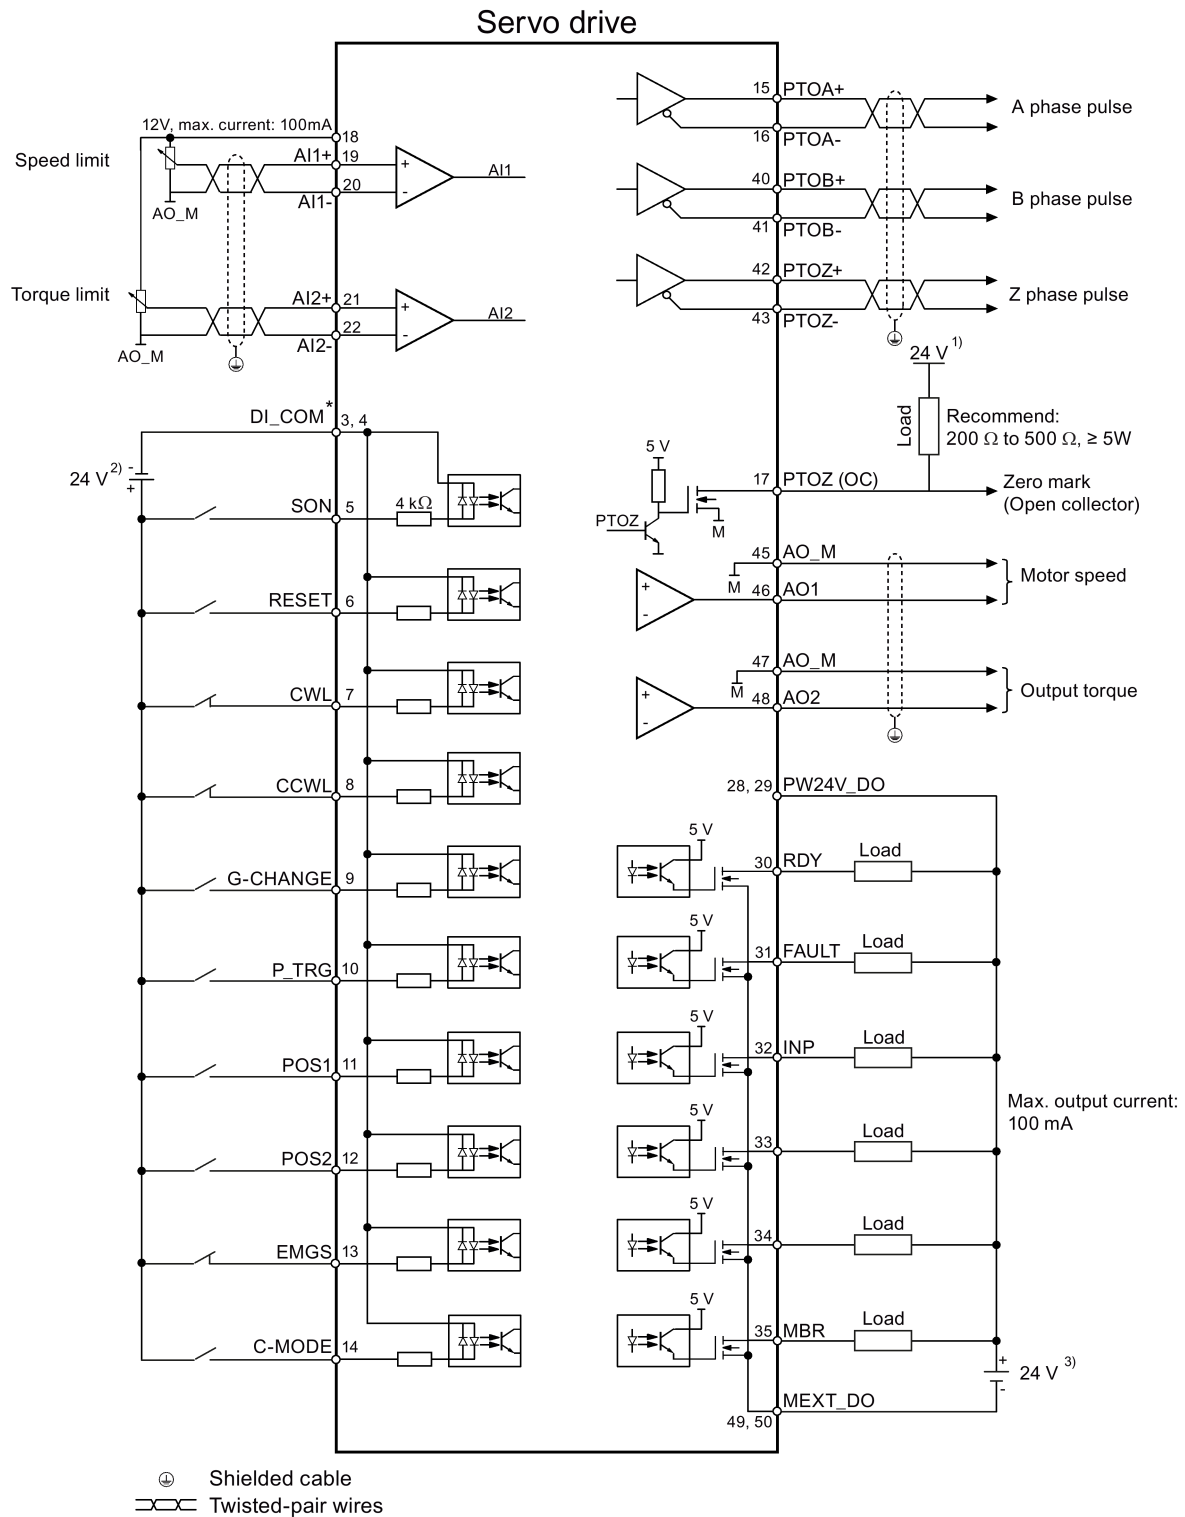 Servo drive
12V, max. current: 100mA
18
Speed limit
AI1+
19
20
AI1-
AO_M
+
-
AI1
Torque limit
AI2+
21
22
AI2-
AO_M
+
-
AI2
DI_COM*
3, 4
24 V 2)
-
+
SON
5
4 kΩ
RESET
6
CWL
7
CCWL
8
G-CHANGE
9
P_TRG
10
POS1
11
POS2
12
EMGS
13
C-MODE
14
15
PTOA+
16
PTOA-
A phase pulse
40
PTOB+
41
PTOB-
B phase pulse
42
PTOZ+
43
PTOZ-
Z phase pulse
24 V 1)
Load
Recommend:
200 Ω to 500 Ω, ≥ 5W
5 V
PTOZ
M
17
PTOZ (OC)
Zero mark
(Open collector)
45
AO_M
M
+
-
46
AO1
Motor speed
47
AO_M
M
+
-
48
AO2
Output torque
28, 29
PW24V_DO
5 V
30
RDY
Load
5 V
31
FAULT
Load
5 V
32
INP
Load
Max. output current:
100 mA
5 V
33
Load
5 V
34
Load
5 V
35
MBR
Load
+
24 V 3)
-
MEXT_DO
49, 50
Shielded cable
Twisted-pair wires